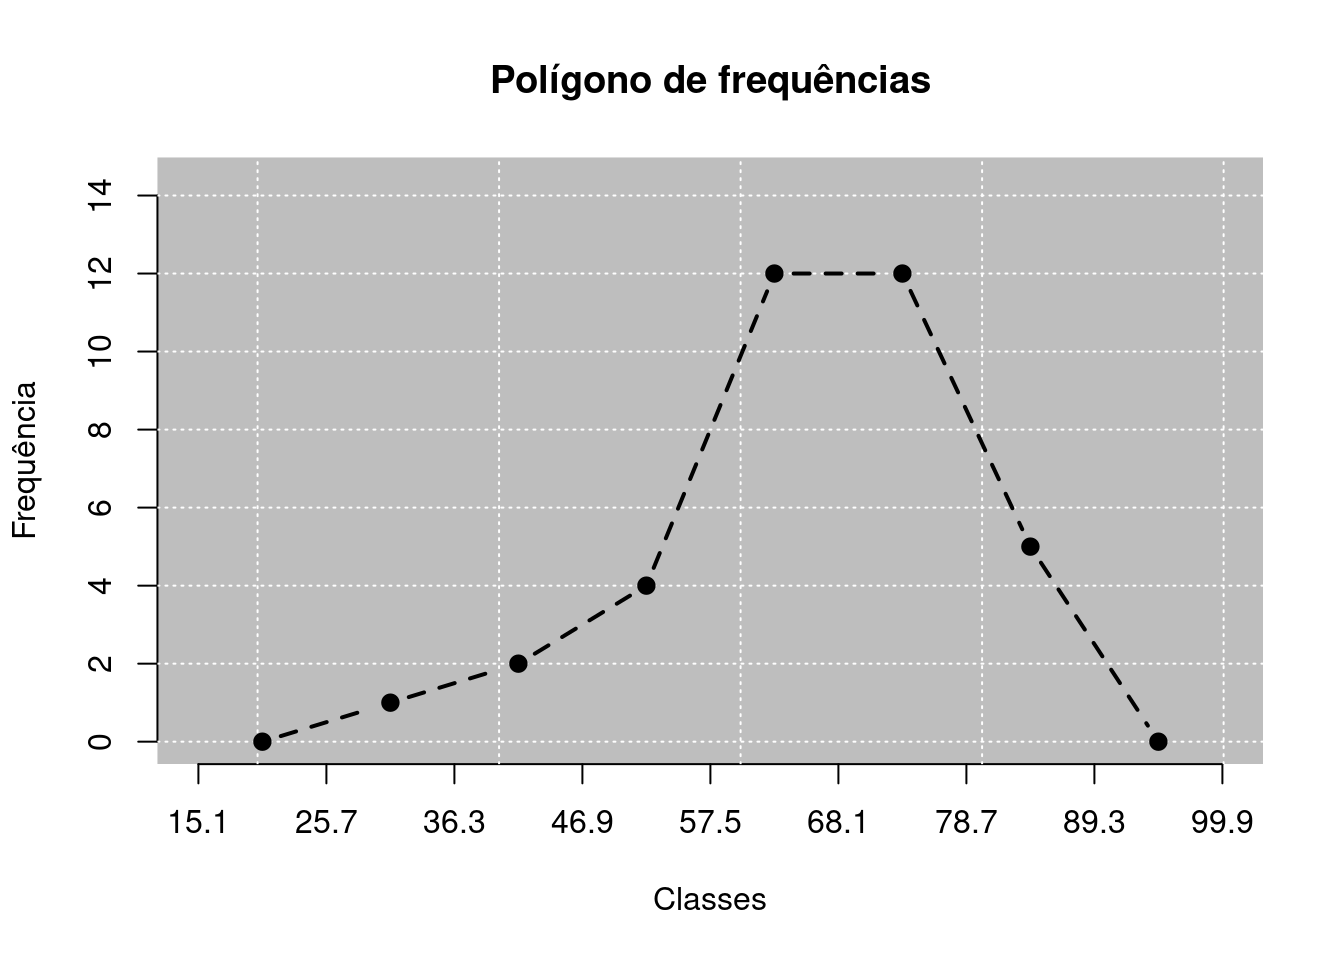 Polígono de frequências
Frequência
14
12
10
8
6
4
2
0
15.1 25.7 36.3 46.9 57.5 68.1 78.7 89.3 99.9
Classes